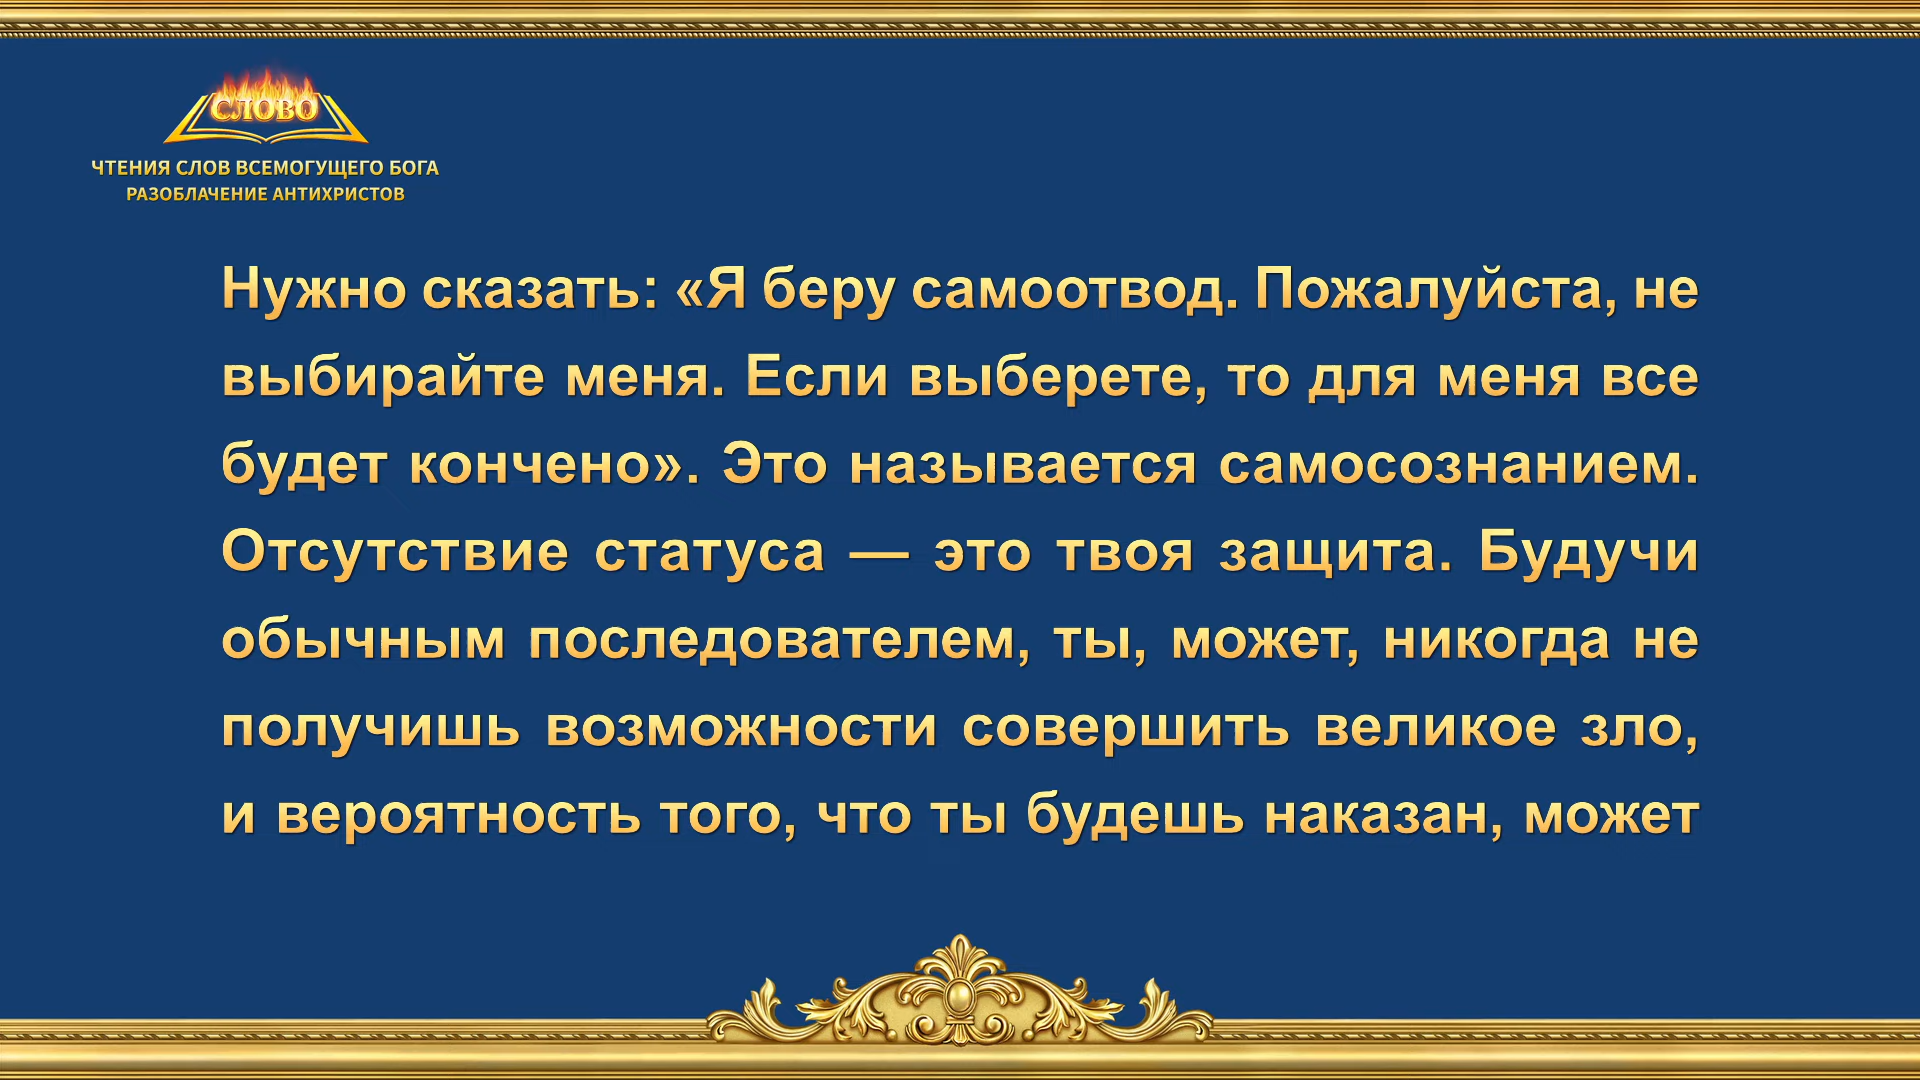 СЛОВО
ЧТЕНИЯ СЛОВ ВСЕМОГУЩЕГО БОГА
РАЗОБЛАЧЕНИЕ АНТИХРИСТОВ
Нужно сказать: «Я беру самоотвод. Пожалуйста, не
выбирайте меня. Если выберете, то для меня все
будет кончено». Это называется самосознанием.
Отсутствие статуса — это твоя защита. Будучи
обычным последователем, ты, может, никогда не
получишь возможности совершить великое зло,
и вероятность того, что ты будешь наказан, может